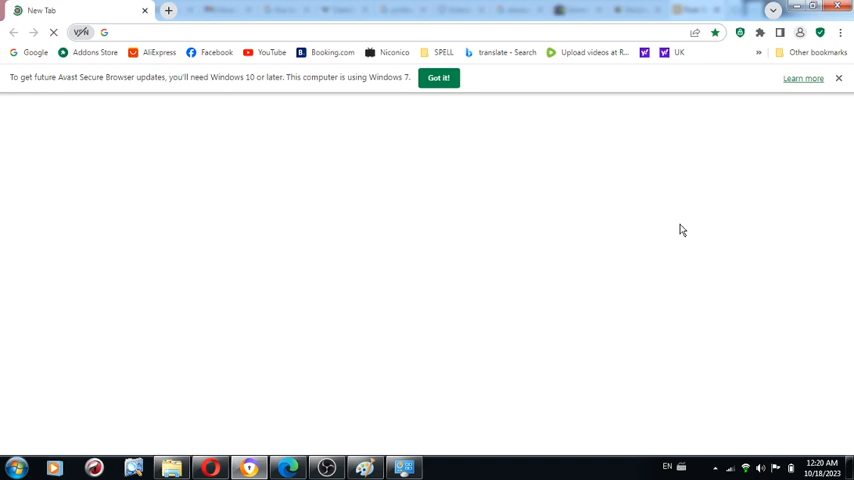 New Tab
VPN
Google Addons Store AliExpress Facebook YouTube Booking.com Niconico SPELL translate - Search Upload videos at R... UK » Other bookmarks
To get future Avast Secure Browser updates, you'll need Windows 10 or later. This computer is using Windows 7. Got it! Learn more
EN 12:20 AM
10/18/2023